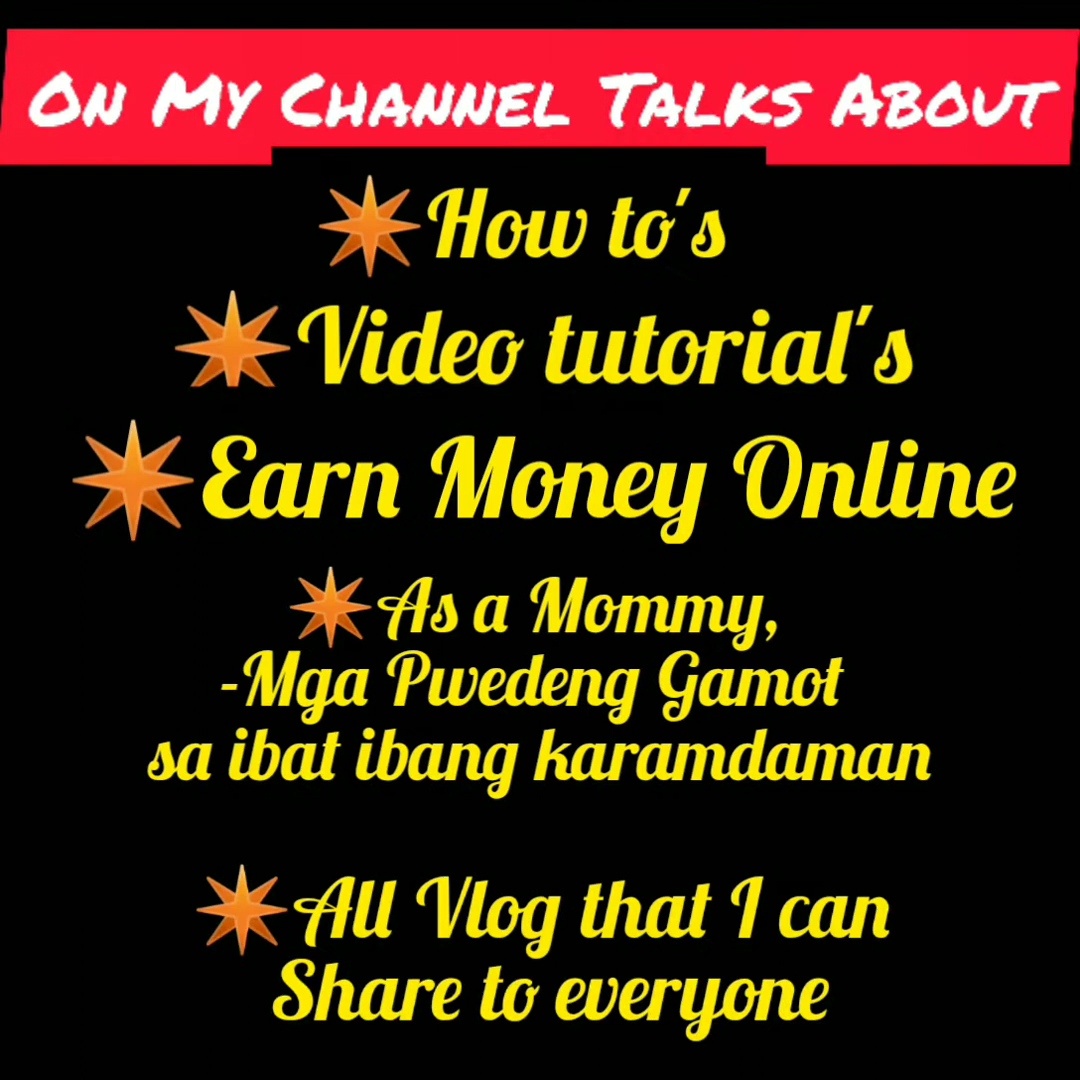 On My Channel Talks About
How to's
Video tutorial's
Earn Money Online
As a Mommy,
-Mga Pwedeng Gamot
sa ibat ibang karamdaman
All Vlog that I can
Share to everyone